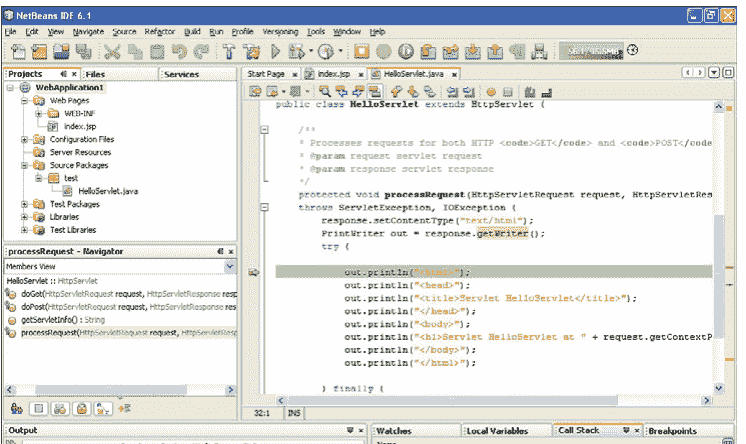 NetBeans IDE 6.1
File Edit View Navigate Source Refactor Build Run Profile Versioning Tools Window Help
Projects Files Services
WebApplication1
Web Pages
WEB-INF
index.jsp
Configuration Files
Server Resources
Source Packages
test
HelloServlet.java
Test Packages
Libraries
Test Libraries
processRequest - Navigator
Members View
HelloServlet :: HttpServlet
doGet(HttpServletRequest request, HttpServletResponse resp
doPost(HttpServletRequest request, HttpServletResponse res
getServletInfo() : String
processRequest(HttpServletRequest request, HttpServletResp
Start Page index.jsp HelloServlet.java
public class HelloServlet extends HttpServlet {
/**
* Processes requests for both HTTP <code>GET</code> and <code>POST</code
* @param request servlet request
* @param response servlet response
*/
protected void processRequest(HttpServletRequest request, HttpServletRes
throws ServletException, IOException {
response.setContentType("text/html");
PrintWriter out = response.getWriter();
try {
out.println("<html>");
out.println("<head>");
out.println("<title>Servlet HelloServlet</title>");
out.println("</head>");
out.println("<body>");
out.println("<h1>Servlet HelloServlet at " + request.getContextP
out.println("</body>");
out.println("</html>");
} finally {
32:1 INS
Output
Watches Local Variables Call Stack Breakpoints